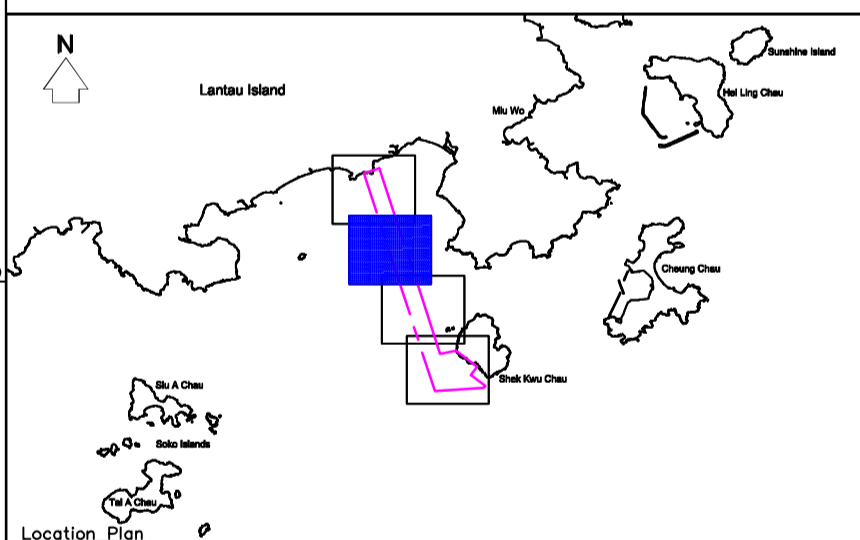 N
Sunshine Island
Lantau Island
Hei Ling Chau
Miu Wo
Cheung Chau
Shek Kwu Chau
Siu A Chau
Soko Islands
Tai A Chau
Location Plan